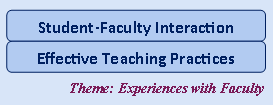 Student-Faculty Interaction
Effective Teaching Practices
Theme: Experiences with Faculty